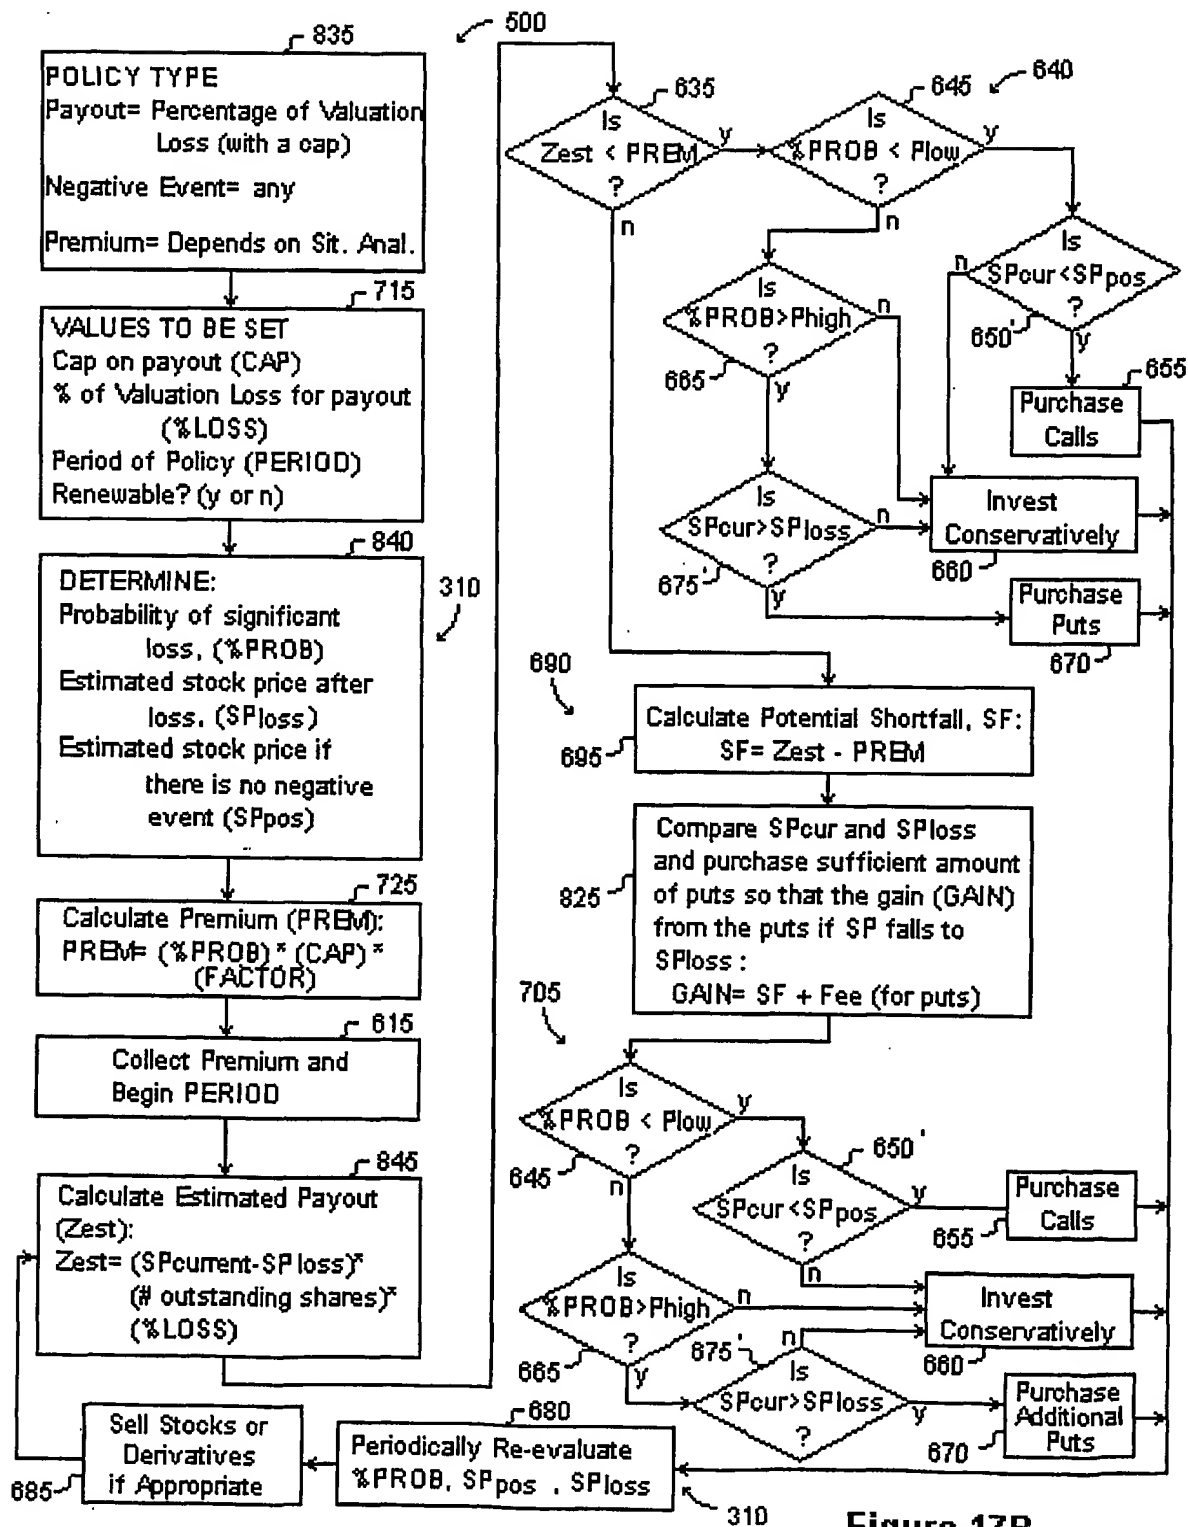 835
POLICY TYPE
Payout= Percentage of Valuation
Loss (with a cap)
Negative Event= any
Premium= Depends on Sit. Anal.
715
VALUES TO BE SET
Cap on payout (CAP)
% of Valuation Loss for payout
(%LOSS)
Period of Policy (PERIOD)
Renewable? (y or n)
840
DETERMINE:
Probability of significant
loss, (%PROB)
Estimated stock price after
loss, (SPloss)
Estimated stock price if
there is no negative
event (SPpos)
310
725
Calculate Premium (PREM):
PREM= (%PROB)* (CAP)*
(FACTOR)
615
Collect Premium and
Begin PERIOD
845
Calculate Estimated Payout
(Zest):
Zest= (SPcurrent-SPloss)*
(# outstanding shares)*
(%LOSS)
500
635
Is
Zest < PREM
?
y
n
645
640
Is
%PROB < Plow
?
y
n
Is
SPcur<SPpos
?
n
650'
y
655
Purchase
Calls
Is
%PROB>Phigh
?
n
665
y
Is
SPcur>SPloss
?
n
675'
y
Invest
Conservatively
660
Purchase
Puts
670
690
Calculate Potential Shortfall, SF:
SF= Zest - PREM
695
Compare SPcur and SPloss
and purchase sufficient amount
of puts so that the gain (GAIN)
from the puts if SP falls to
SPloss :
GAIN= SF + Fee (for puts)
825
705
Is
%PROB < Plow
?
y
645
n
650'
Is
SPcur<SPpos
?
y
n
Purchase
Calls
655
Is
%PROB>Phigh
?
n
665
y
Invest
Conservatively
660
675'
n
Is
SPcur>SPloss
?
y
Purchase
Additional
Puts
670
680
Periodically Re-evaluate
%PROB, SPpos , SPloss
310
Sell Stocks or
Derivatives
if Appropriate
685
Figure 17B